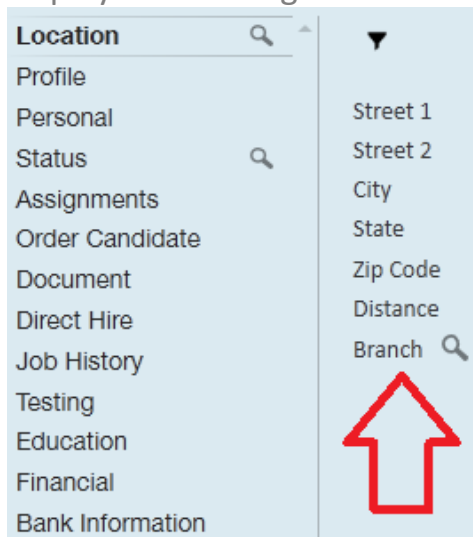 Location
Profile
Personal
Status
Assignments
Order Candidate
Document
Direct Hire
Job History
Testing
Education
Financial
Bank Information
Street 1
Street 2
City
State
Zip Code
Distance
Branch